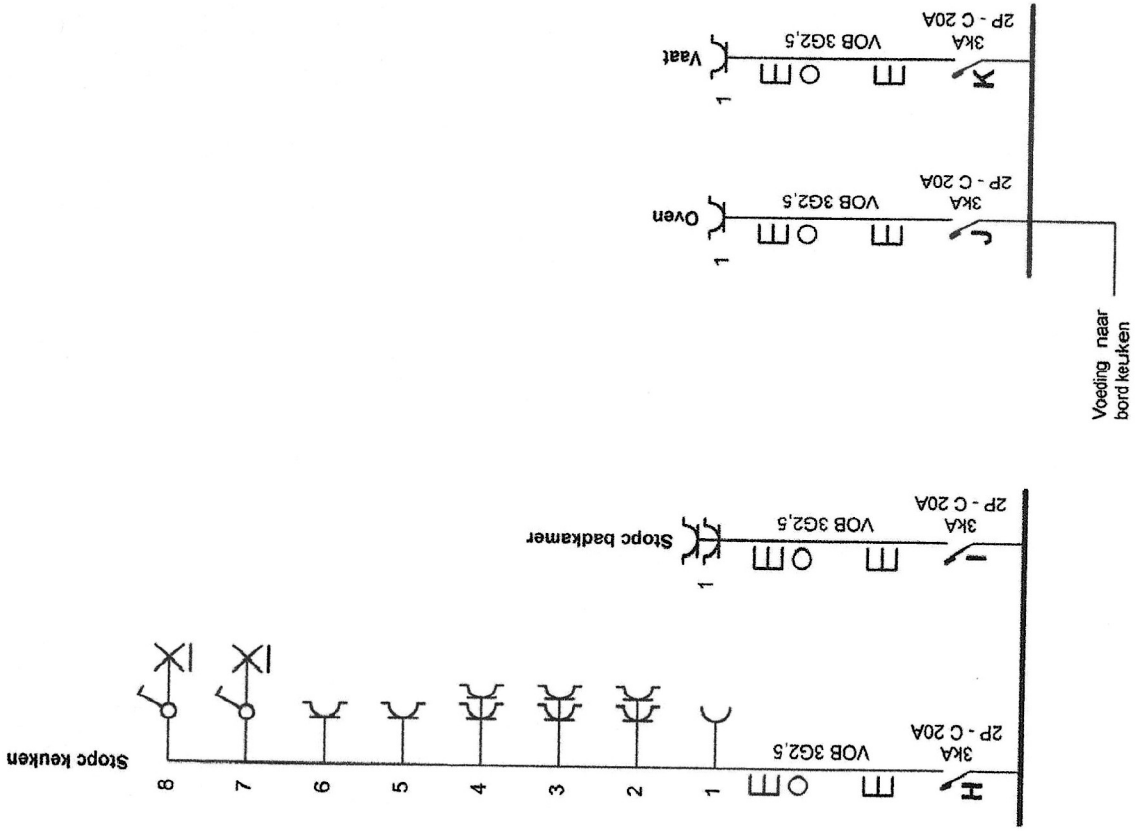 Stopc keuken
8
7
6
5
4
3
2
1
VOB 3G2,5
H
3kA
2P - C 20A
Stopc badkamer
1
VOB 3G2,5
I
3kA
2P - C 20A
Oven
1
VOB 3G2,5
J
3kA
2P - C 20A
Voeding naar
bord keuken
Vaat
1
VOB 3G2,5
K
3kA
2P - C 20A